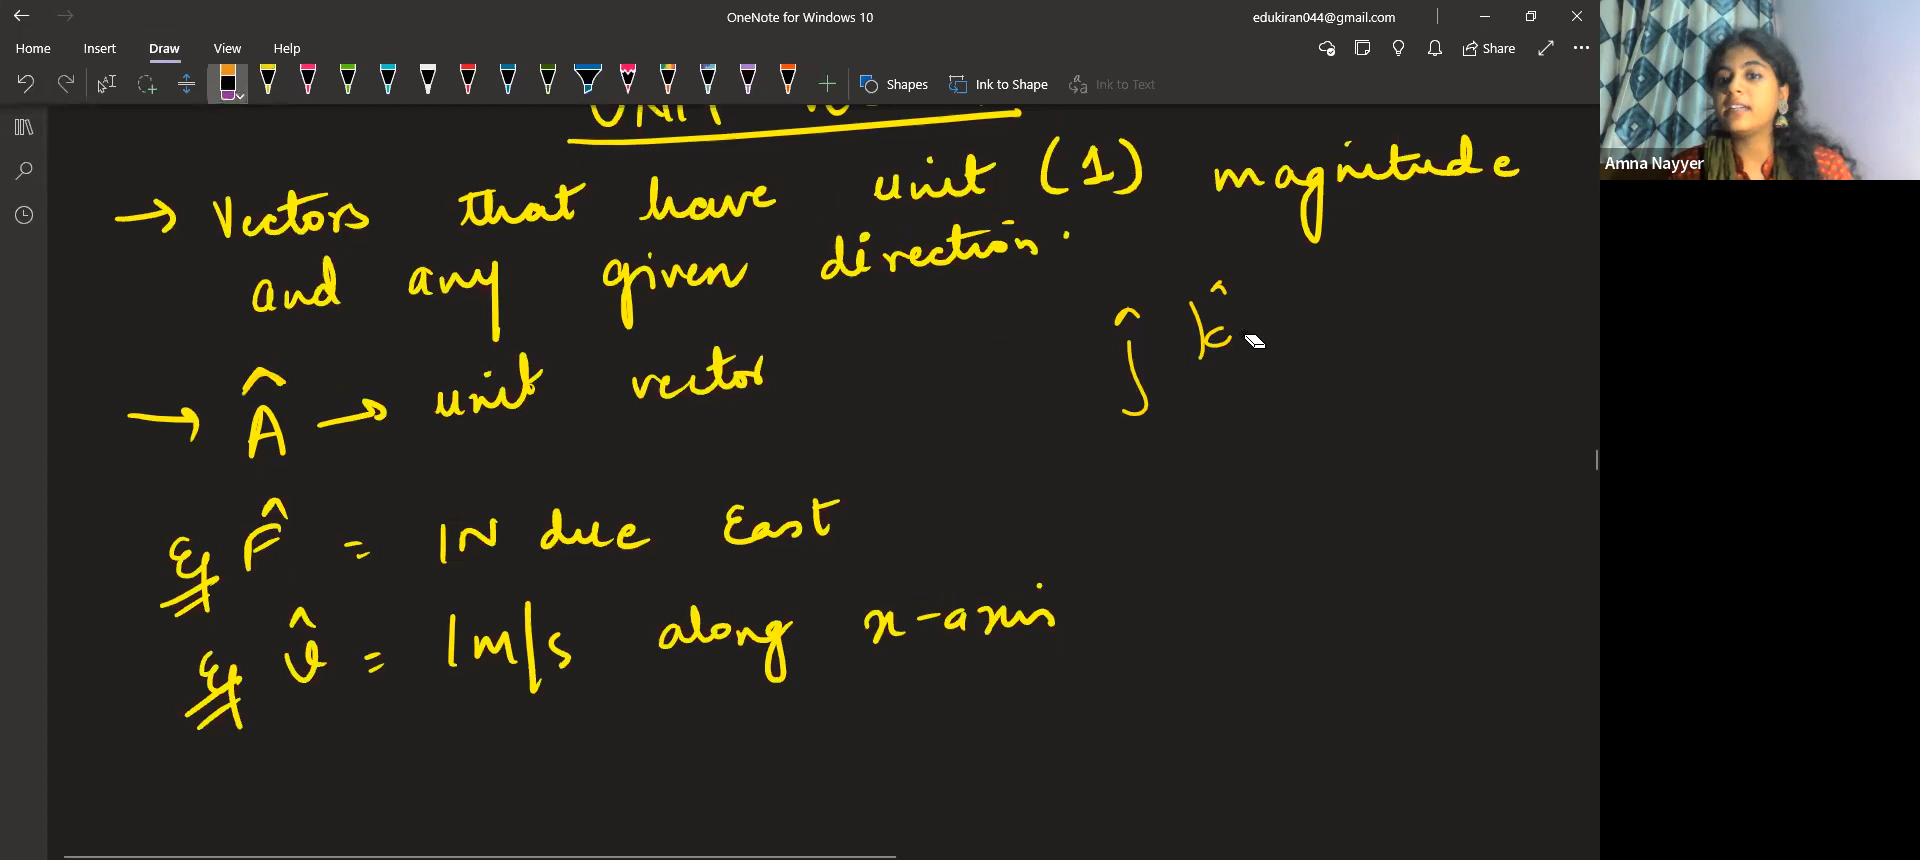 OneNote for Windows 10
edukiran044@gmail.com
Home Insert Draw View Help
Share
Shapes Ink to Shape Ink to Text
UNIT
→ Vectors that have unit (1) magnitude
and any given direction.
ĵ k̂
→ Â → unit vector
Eg F̂ = 1N due East
Eg v̂ = 1m/s along x-axis
Amna Nayyer